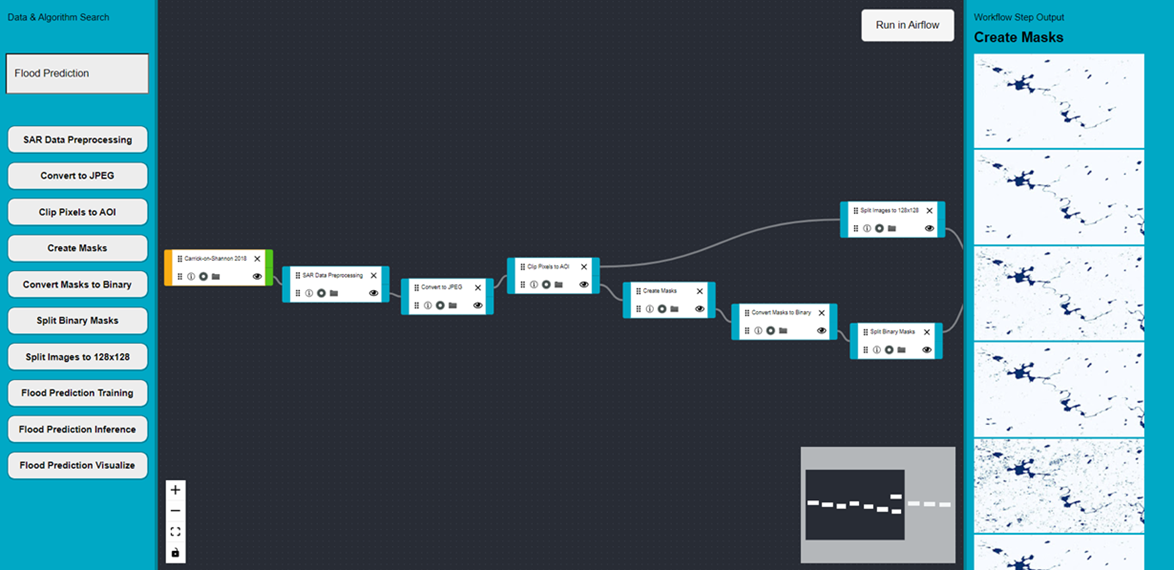 Data & Algorithm Search
Flood Prediction
SAR Data Preprocessing
Convert to JPEG
Clip Pixels to AOI
Create Masks
Convert Masks to Binary
Split Binary Masks
Split Images to 128x128
Flood Prediction Training
Flood Prediction Inference
Flood Prediction Visualize
Run in Airflow
Carrick-on-Shannon 2018
SAR Data Preprocessing
Convert to JPEG
Clip Pixels to AOI
Create Masks
Convert Masks to Binary
Split Binary Masks
Split Images to 128x128
Workflow Step Output
Create Masks